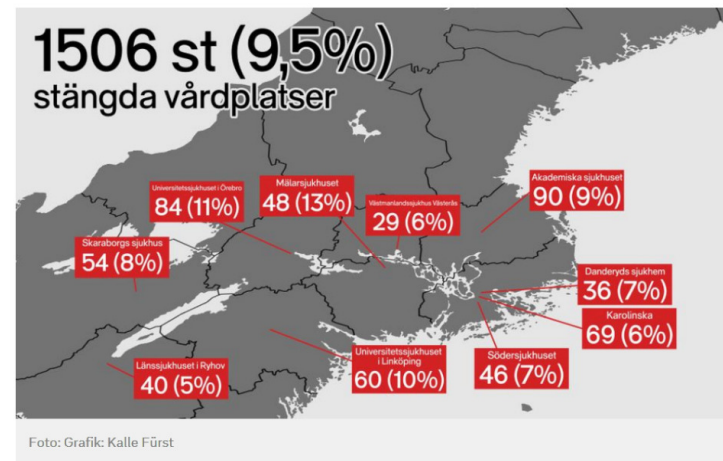 1506 st (9,5%)
stängda vårdplatser
Universitetssjukhuset i Örebro
84 (11%)
Mälarsjukhuset
48 (13%)
Västmanlandssjukhus Västerås
29 (6%)
Akademiska sjukhuset
90 (9%)
Skaraborgs sjukhus
54 (8%)
Danderyds sjukhem
36 (7%)
Karolinska
69 (6%)
Länssjukhuset i Ryhov
40 (5%)
Universitetssjukhuset
i Linköping
60 (10%)
Södersjukhuset
46 (7%)
Foto: Grafik: Kalle Fürst